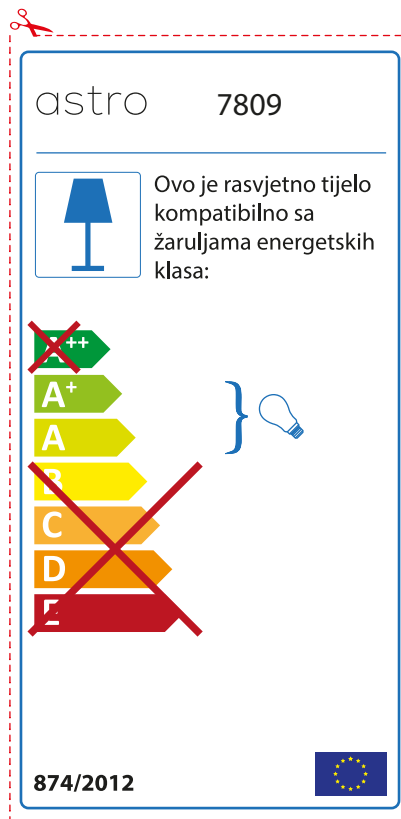 astro 7809
Ovo je rasvjetno tijelo
kompatibilno sa
žaruljama energetskih
klasa:
A++
A+
A
B
C
D
E
874/2012